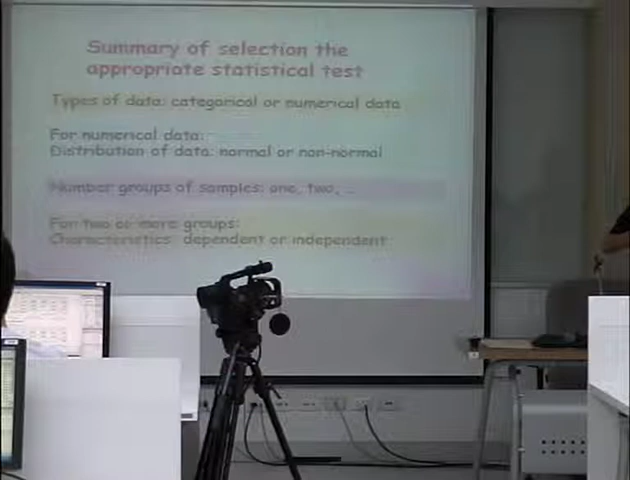 Summary of selection the
appropriate statistical test
Types of data: categorical or numerical data
For numerical data:
Distribution of data: normal or non-normal
Number groups of samples: one, two, ..
For two or more groups:
Characteristics: dependent or independent